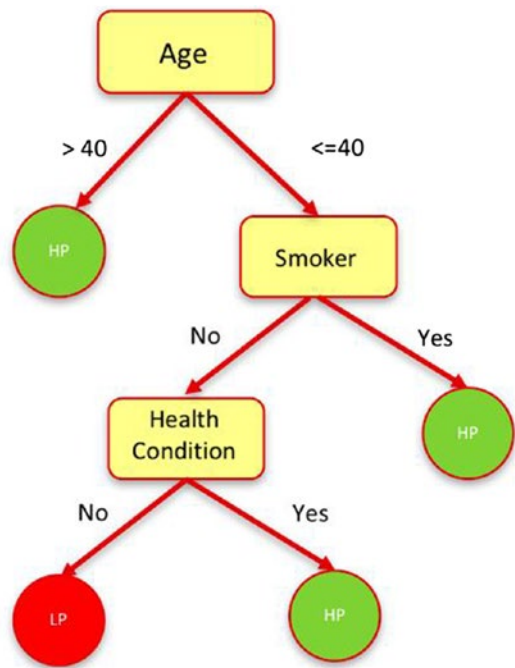 Age
> 40
<=40
HP
Smoker
No
Yes
Health
Condition
HP
No
Yes
LP
HP